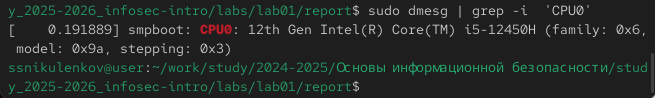 y_2025-2026_infosec-intro/labs/lab01/report$ sudo dmesg | grep -i  'CPU0'
[    0.191889] smpboot: CPU0: 12th Gen Intel(R) Core(TM) i5-12450H (family: 0x6,
 model: 0x9a, stepping: 0x3)
ssnikulenkov@user:~/work/study/2024-2025/Основы информационной безопасности/stud
y_2025-2026_infosec-intro/labs/lab01/report$